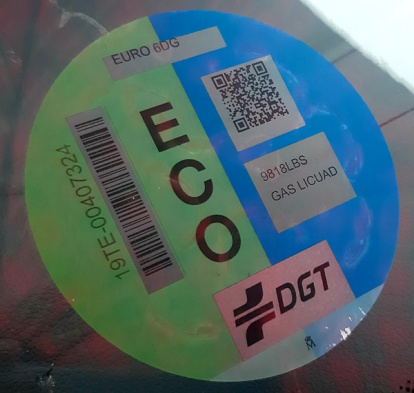 EURO 6DG
ECO
19TE-00407324
9818LBS
GAS LICUAD
DGT
M